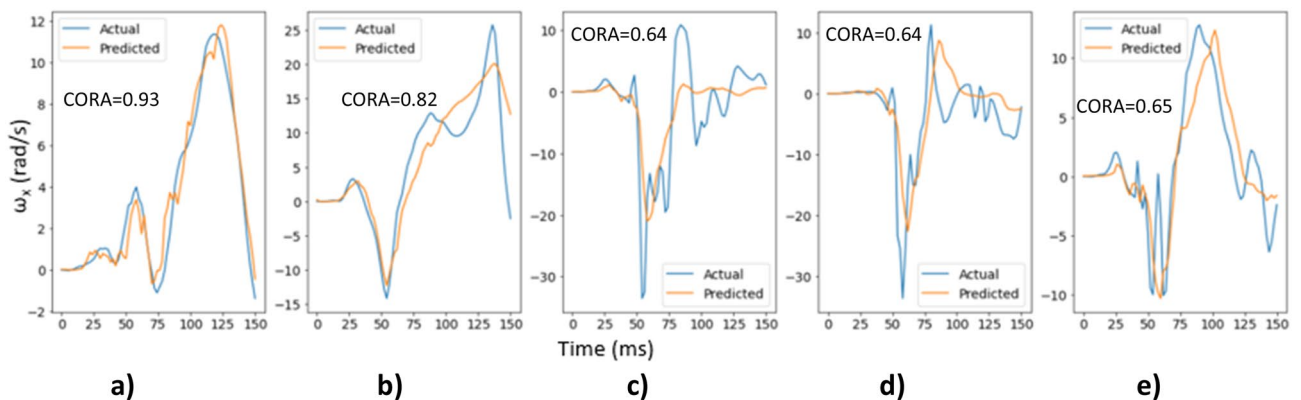 ωx (rad/s)
12
10
8
6
4
2
0
−2
Actual
Predicted
CORA=0.93
0 25 50 75 100 125 150
25
20
15
10
5
0
−5
−10
−15
Actual
Predicted
CORA=0.82
0 25 50 75 100 125 150
10
0
−10
−20
−30
CORA=0.64
Actual
Predicted
0 25 50 75 100 125 150
10
0
−10
−20
−30
CORA=0.64
Actual
Predicted
0 25 50 75 100 125 150
10
5
0
−5
−10
Actual
Predicted
CORA=0.65
0 25 50 75 100 125 150
Time (ms)
a) b) c) d) e)